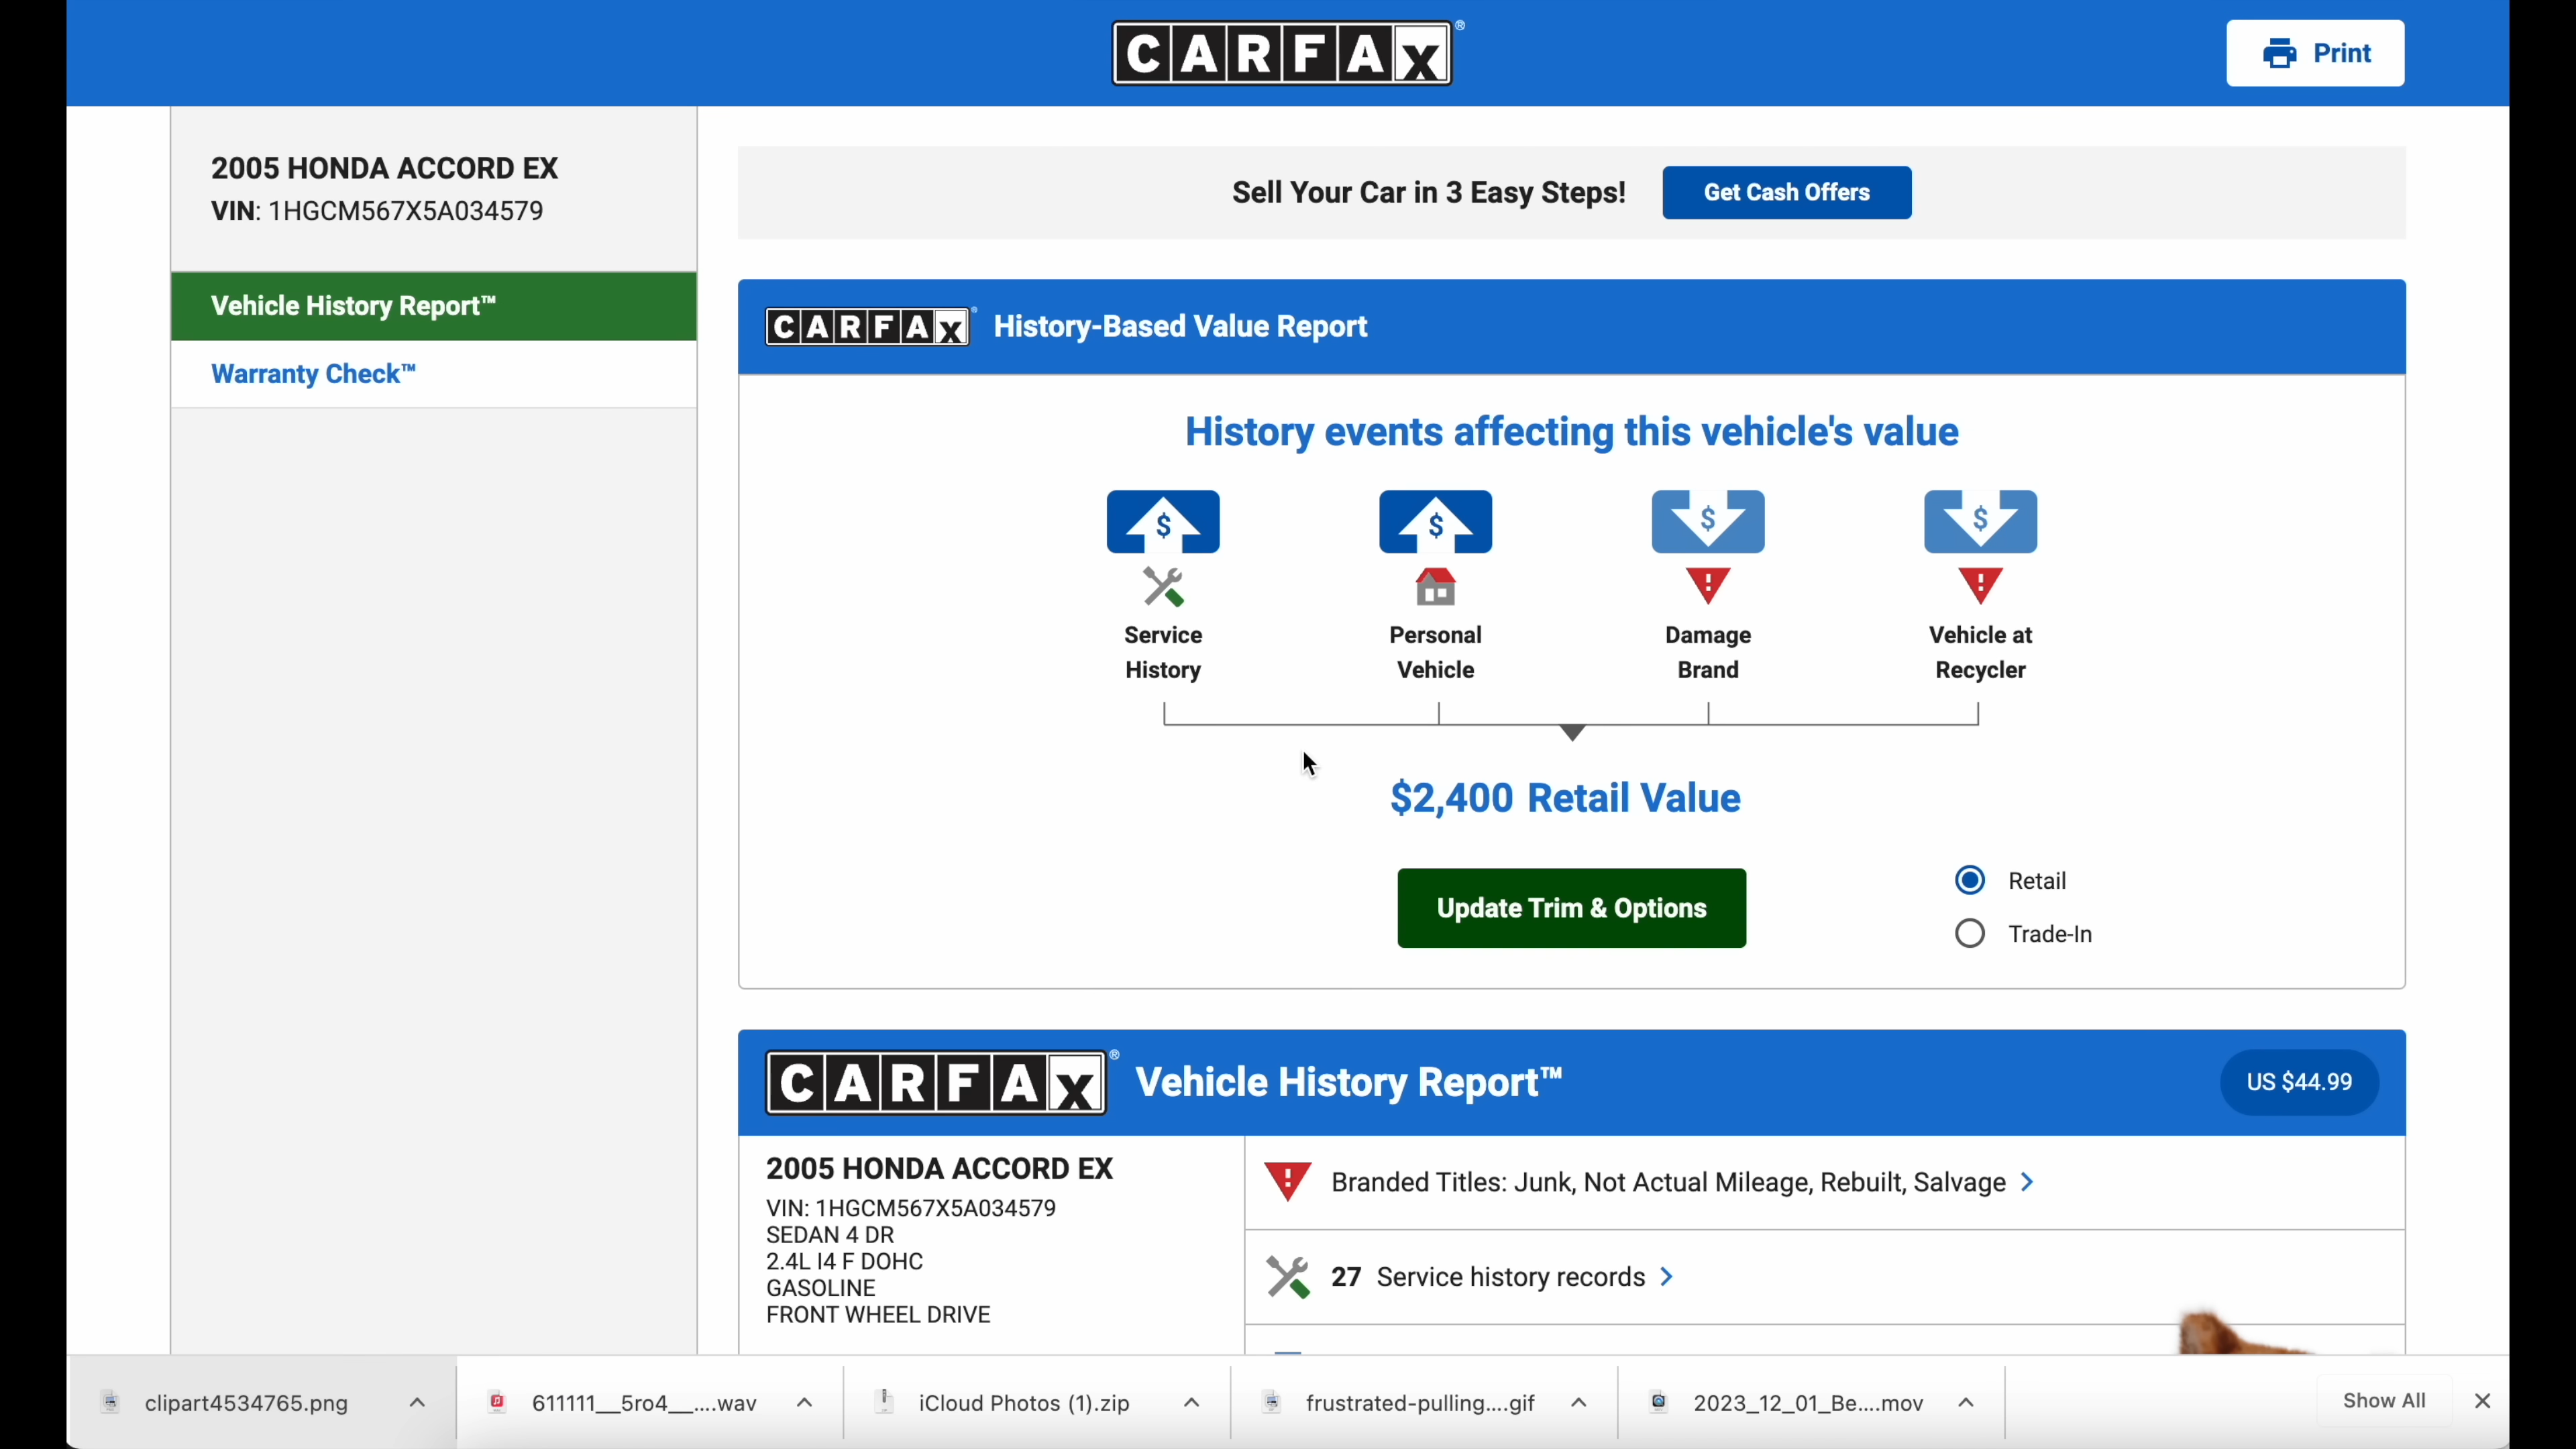 CARFAX®
Print
2005 HONDA ACCORD EX
VIN: 1HGCM567X5A034579
Vehicle History Report™
Warranty Check™
Sell Your Car in 3 Easy Steps!
Get Cash Offers
CARFAX® History-Based Value Report
History events affecting this vehicle's value
$ $ $ $
Service History
Personal Vehicle
Damage Brand
Vehicle at Recycler
$2,400 Retail Value
Update Trim & Options
Retail
Trade-In
CARFAX® Vehicle History Report™
US $44.99
2005 HONDA ACCORD EX
VIN: 1HGCM567X5A034579
SEDAN 4 DR
2.4L I4 F DOHC
GASOLINE
FRONT WHEEL DRIVE
Branded Titles: Junk, Not Actual Mileage, Rebuilt, Salvage
27 Service history records
clipart4534765.png
611111__5ro4__....wav
iCloud Photos (1).zip
frustrated-pulling....gif
2023_12_01_Be....mov
Show All